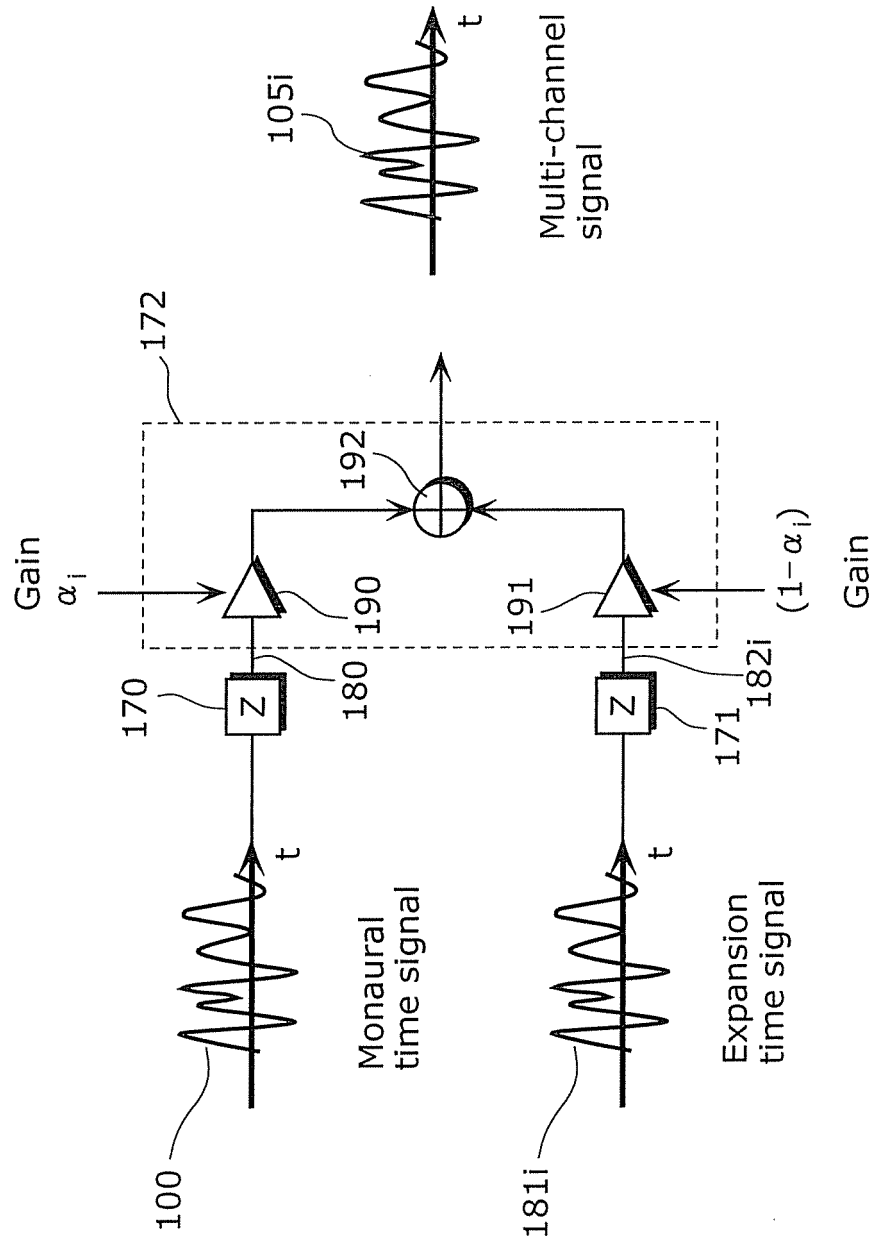 Gain
αi
172
105i
t
170
Z
180
190
192
Multi-channel
signal
100
t
Monaural
time signal
191
182i
Z
171
(1−αi)
Gain
181i
t
Expansion
time signal